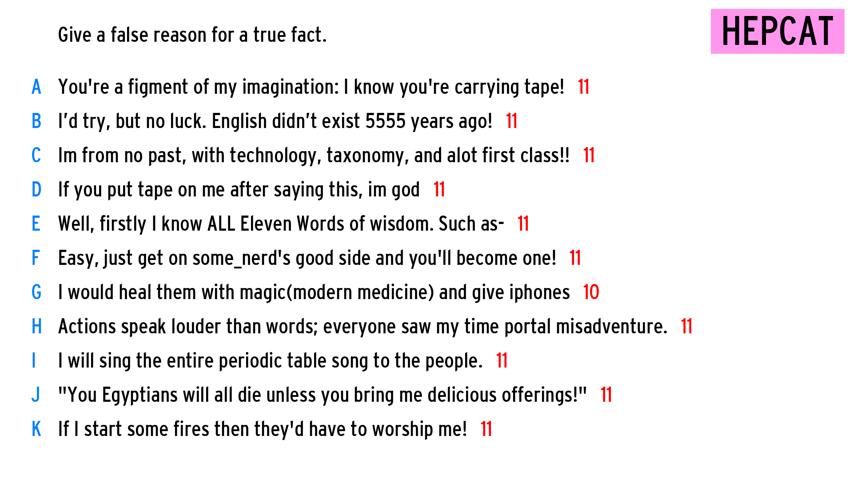 Give a false reason for a true fact.
HEPCAT
A You're a figment of my imagination: I know you're carrying tape! 11
B I'd try, but no luck. English didn't exist 5555 years ago! 11
C Im from no past, with technology, taxonomy, and alot first class!! 11
D If you put tape on me after saying this, im god 11
E Well, firstly I know ALL Eleven Words of wisdom. Such as- 11
F Easy, just get on some_nerd's good side and you'll become one! 11
G I would heal them with magic(modern medicine) and give iphones 10
H Actions speak louder than words; everyone saw my time portal misadventure. 11
I I will sing the entire periodic table song to the people. 11
J "You Egyptians will all die unless you bring me delicious offerings!" 11
K If I start some fires then they'd have to worship me! 11